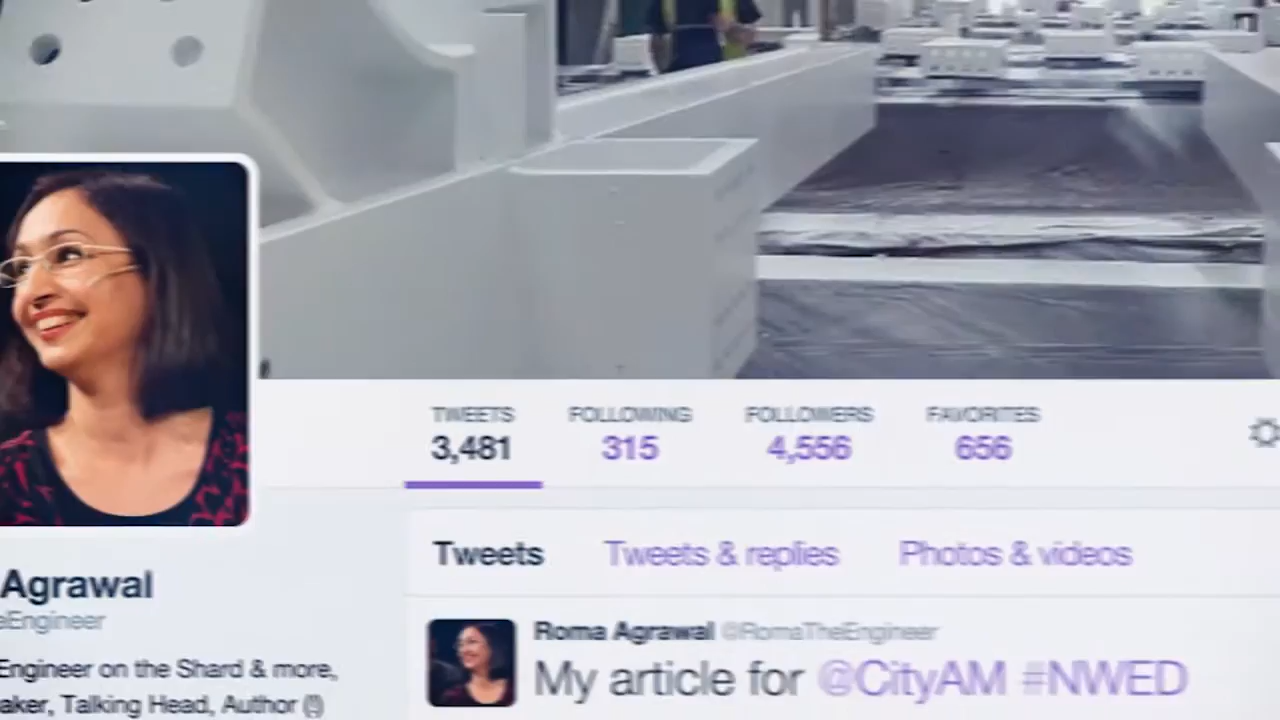 TWEETS FOLLOWING FOLLOWERS FAVORITES
3,481 315 4,556 656
Tweets Tweets & replies Photos & videos
Agrawal
eEngineer
Engineer on the Shard & more,
aker, Talking Head, Author (!)
Roma Agrawal @RomaTheEngineer
My article for @CityAM #NWED